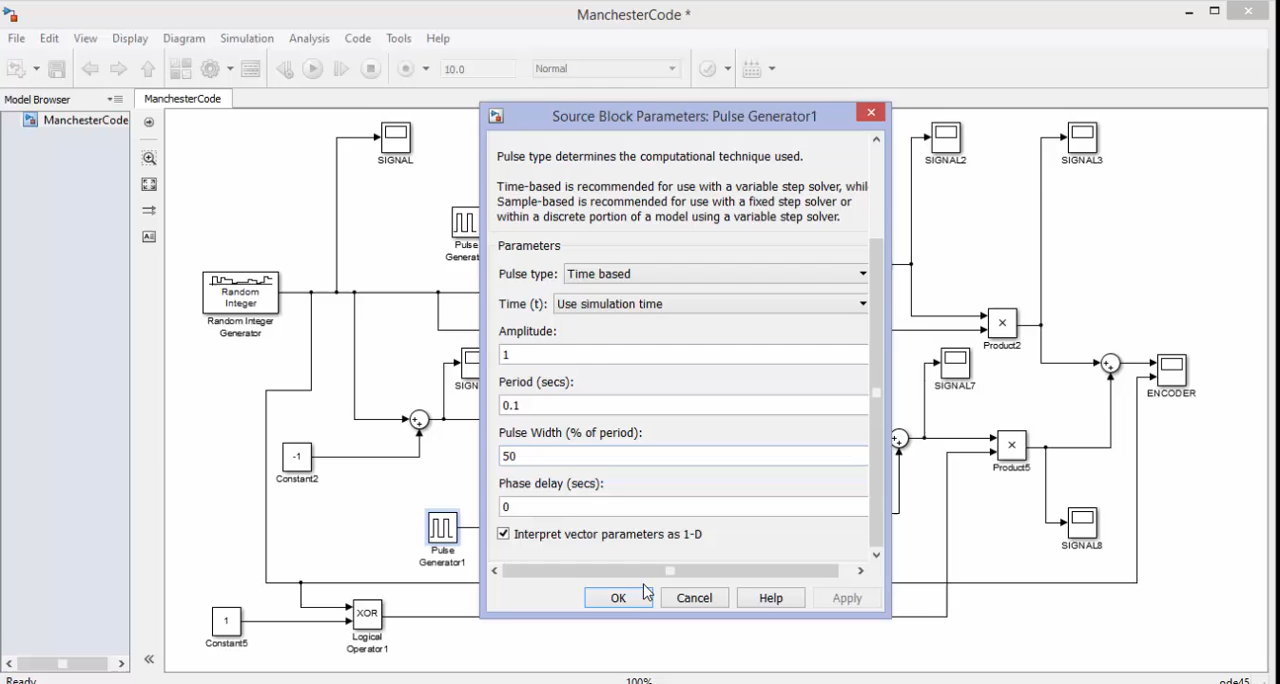 ManchesterCode *
File Edit View Display Diagram Simulation Analysis Code Tools Help
10.0 Normal
Model Browser
ManchesterCode
ManchesterCode
SIGNAL
Pulse
Random
Integer
Random Integer
Generator
-1
Constant2
Pulse
Generator1
1
Constant5
XOR
Logical
Operator1
Source Block Parameters: Pulse Generator1
Pulse type determines the computational technique used.
Time-based is recommended for use with a variable step solver, while
Sample-based is recommended for use with a fixed step solver or
within a discrete portion of a model using a variable step solver.
Parameters
Pulse type: Time based
Time (t): Use simulation time
Amplitude:
1
Period (secs):
0.1
Pulse Width (% of period):
50
Phase delay (secs):
0
Interpret vector parameters as 1-D
OK Cancel Help Apply
SIGNAL2
SIGNAL3
×
Product2
SIGNAL7
ENCODER
×
Product5
SIGNAL8
Ready 100% ode45